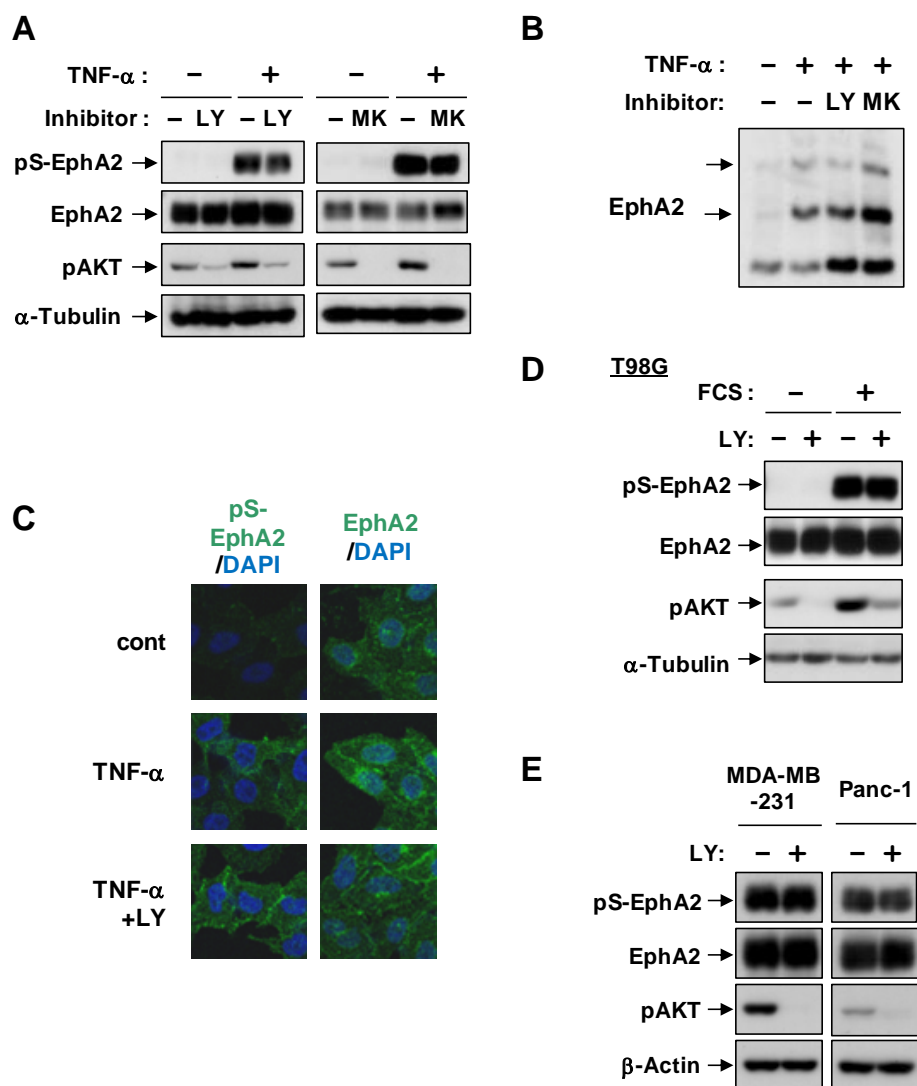 A
TNF-α : – + – +
Inhibitor : – LY – LY – MK – MK
pS-EphA2
EphA2
pAKT
α-Tubulin
B
TNF-α : – + + +
Inhibitor: – – LY MK
EphA2
C
pS-
EphA2
/DAPI
EphA2
/DAPI
cont
TNF-α
TNF-α
+LY
D
T98G
FCS : – +
LY: – + – +
pS-EphA2
EphA2
pAKT
α-Tubulin
E
MDA-MB
-231
Panc-1
LY: – + – +
pS-EphA2
EphA2
pAKT
β-Actin